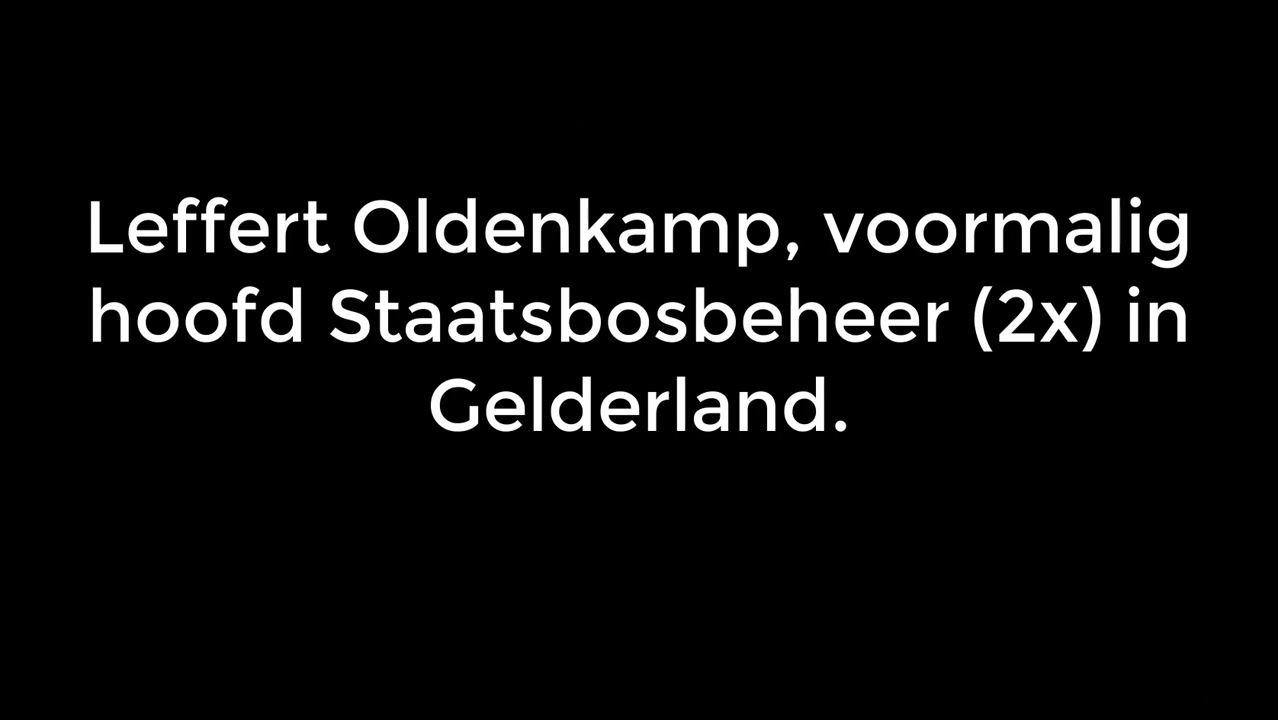 Leffert Oldenkamp, voormalig
hoofd Staatsbosbeheer (2x) in
Gelderland.